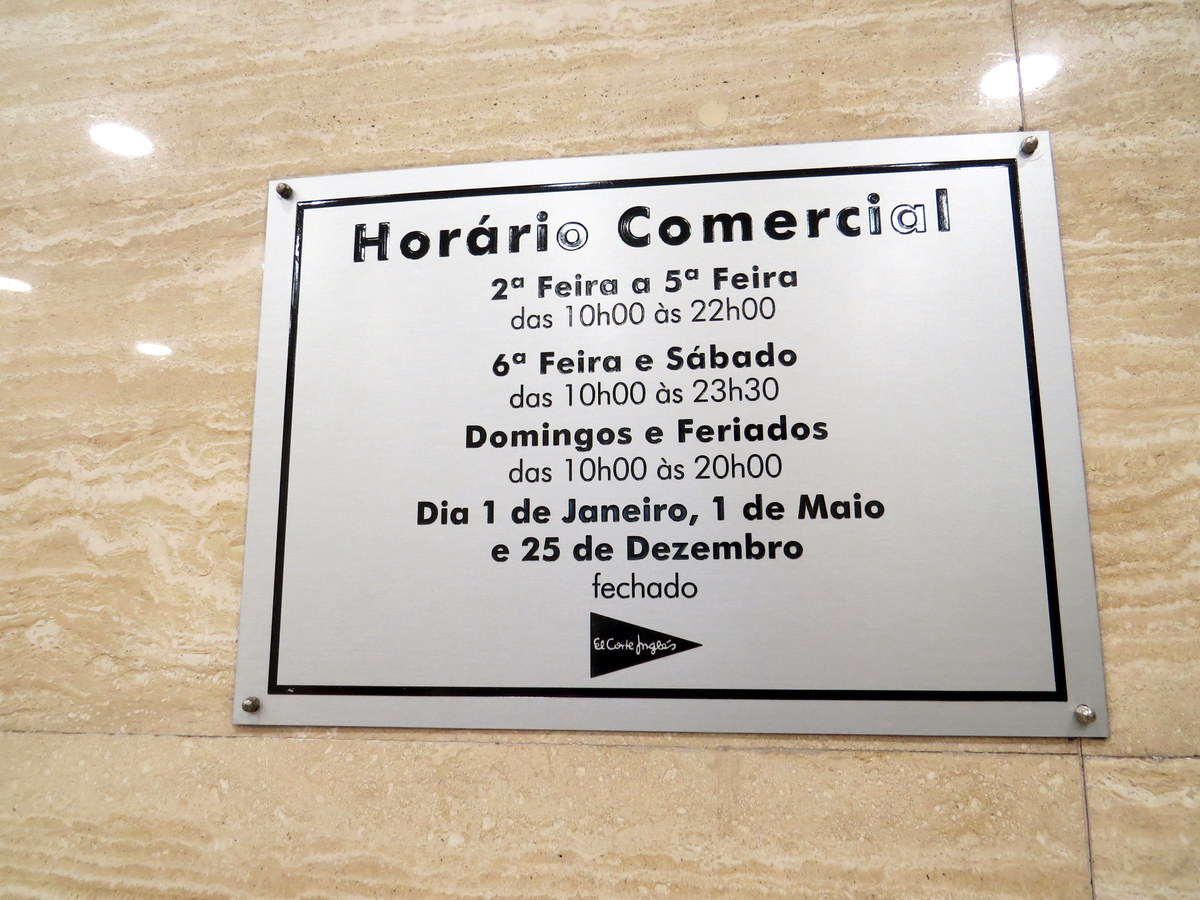 Horário Comercial
2ª Feira a 5ª Feira
das 10h00 às 22h00
6ª Feira e Sábado
das 10h00 às 23h30
Domingos e Feriados
das 10h00 às 20h00
Dia 1 de Janeiro, 1 de Maio
e 25 de Dezembro
fechado
El Corte Inglés